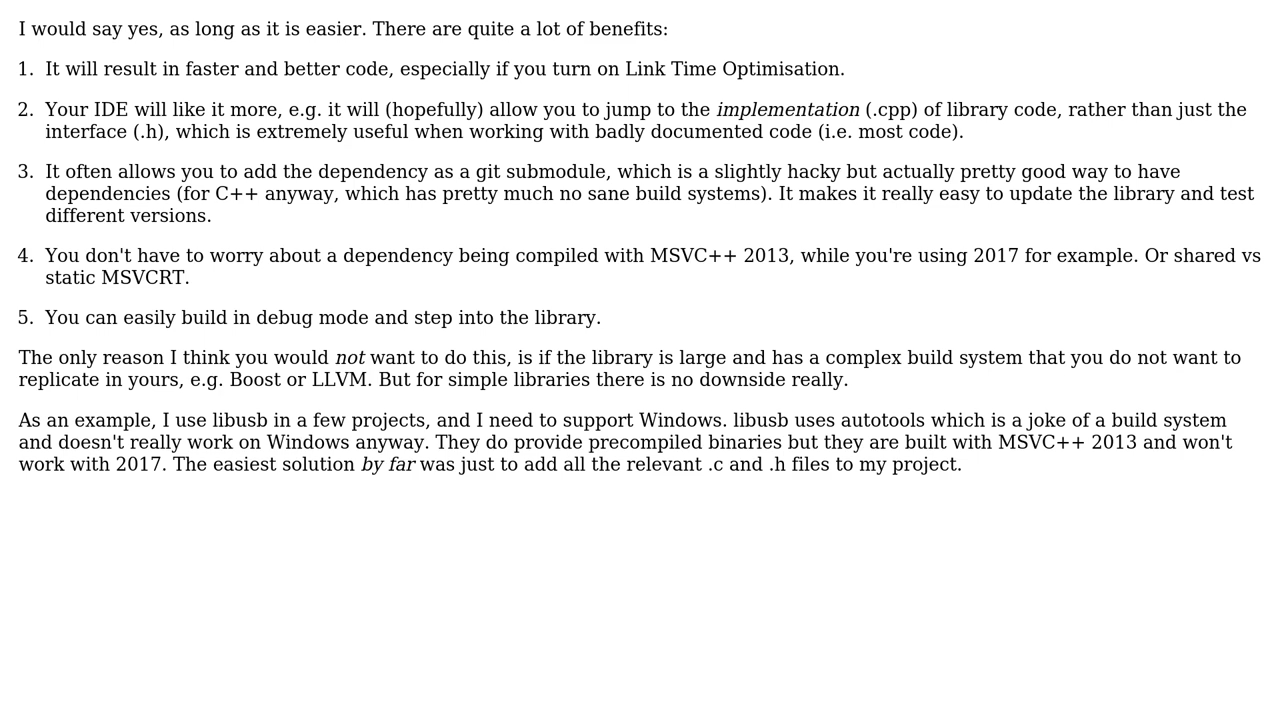 I would say yes, as long as it is easier. There are quite a lot of benefits:
1. It will result in faster and better code, especially if you turn on Link Time Optimisation.
2. Your IDE will like it more, e.g. it will (hopefully) allow you to jump to the implementation (.cpp) of library code, rather than just the
interface (.h), which is extremely useful when working with badly documented code (i.e. most code).
3. It often allows you to add the dependency as a git submodule, which is a slightly hacky but actually pretty good way to have
dependencies (for C++ anyway, which has pretty much no sane build systems). It makes it really easy to update the library and test
different versions.
4. You don't have to worry about a dependency being compiled with MSVC++ 2013, while you're using 2017 for example. Or shared vs
static MSVCRT.
5. You can easily build in debug mode and step into the library.
The only reason I think you would not want to do this, is if the library is large and has a complex build system that you do not want to
replicate in yours, e.g. Boost or LLVM. But for simple libraries there is no downside really.
As an example, I use libusb in a few projects, and I need to support Windows. libusb uses autotools which is a joke of a build system
and doesn't really work on Windows anyway. They do provide precompiled binaries but they are built with MSVC++ 2013 and won't
work with 2017. The easiest solution by far was just to add all the relevant .c and .h files to my project.